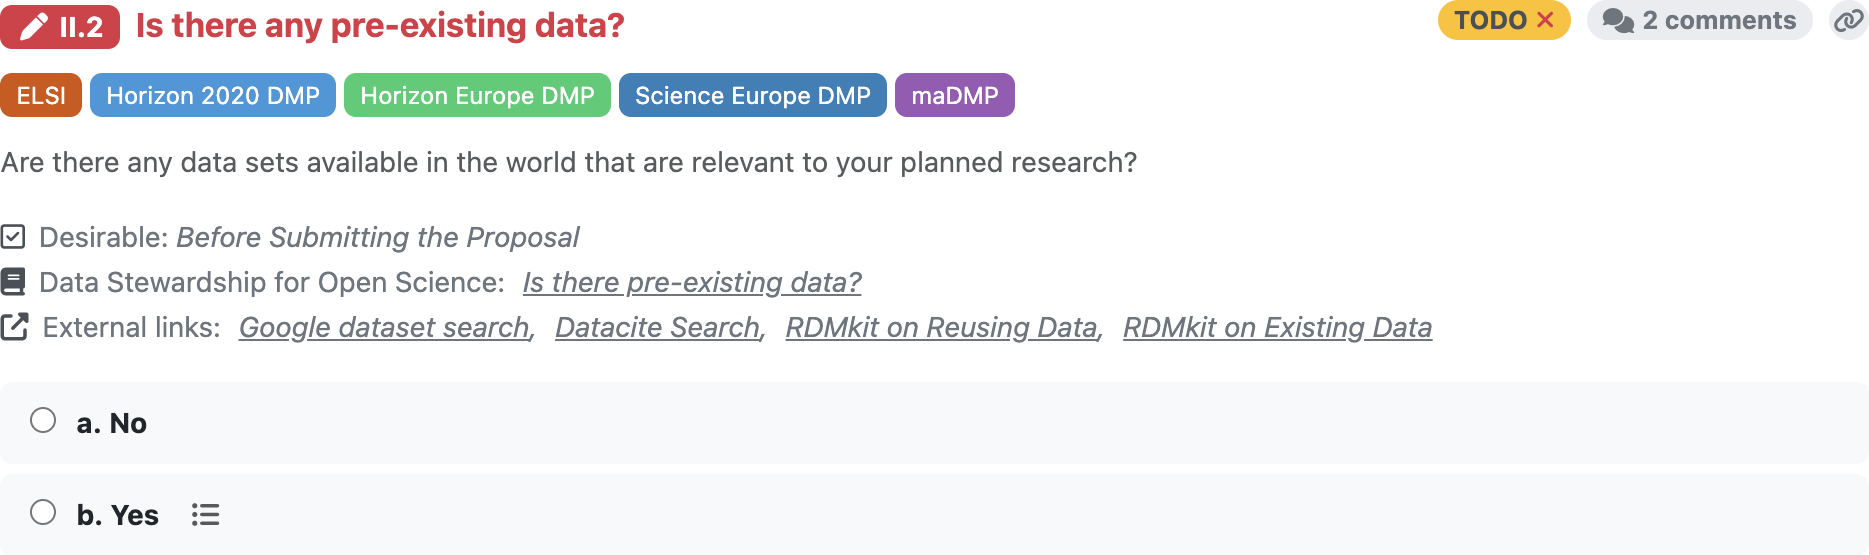 II.2 Is there any pre-existing data? TODO 2 comments
ELSI Horizon 2020 DMP Horizon Europe DMP Science Europe DMP maDMP
Are there any data sets available in the world that are relevant to your planned research?
Desirable: Before Submitting the Proposal
Data Stewardship for Open Science: Is there pre-existing data?
External links: Google dataset search, Datacite Search, RDMkit on Reusing Data, RDMkit on Existing Data
a. No
b. Yes